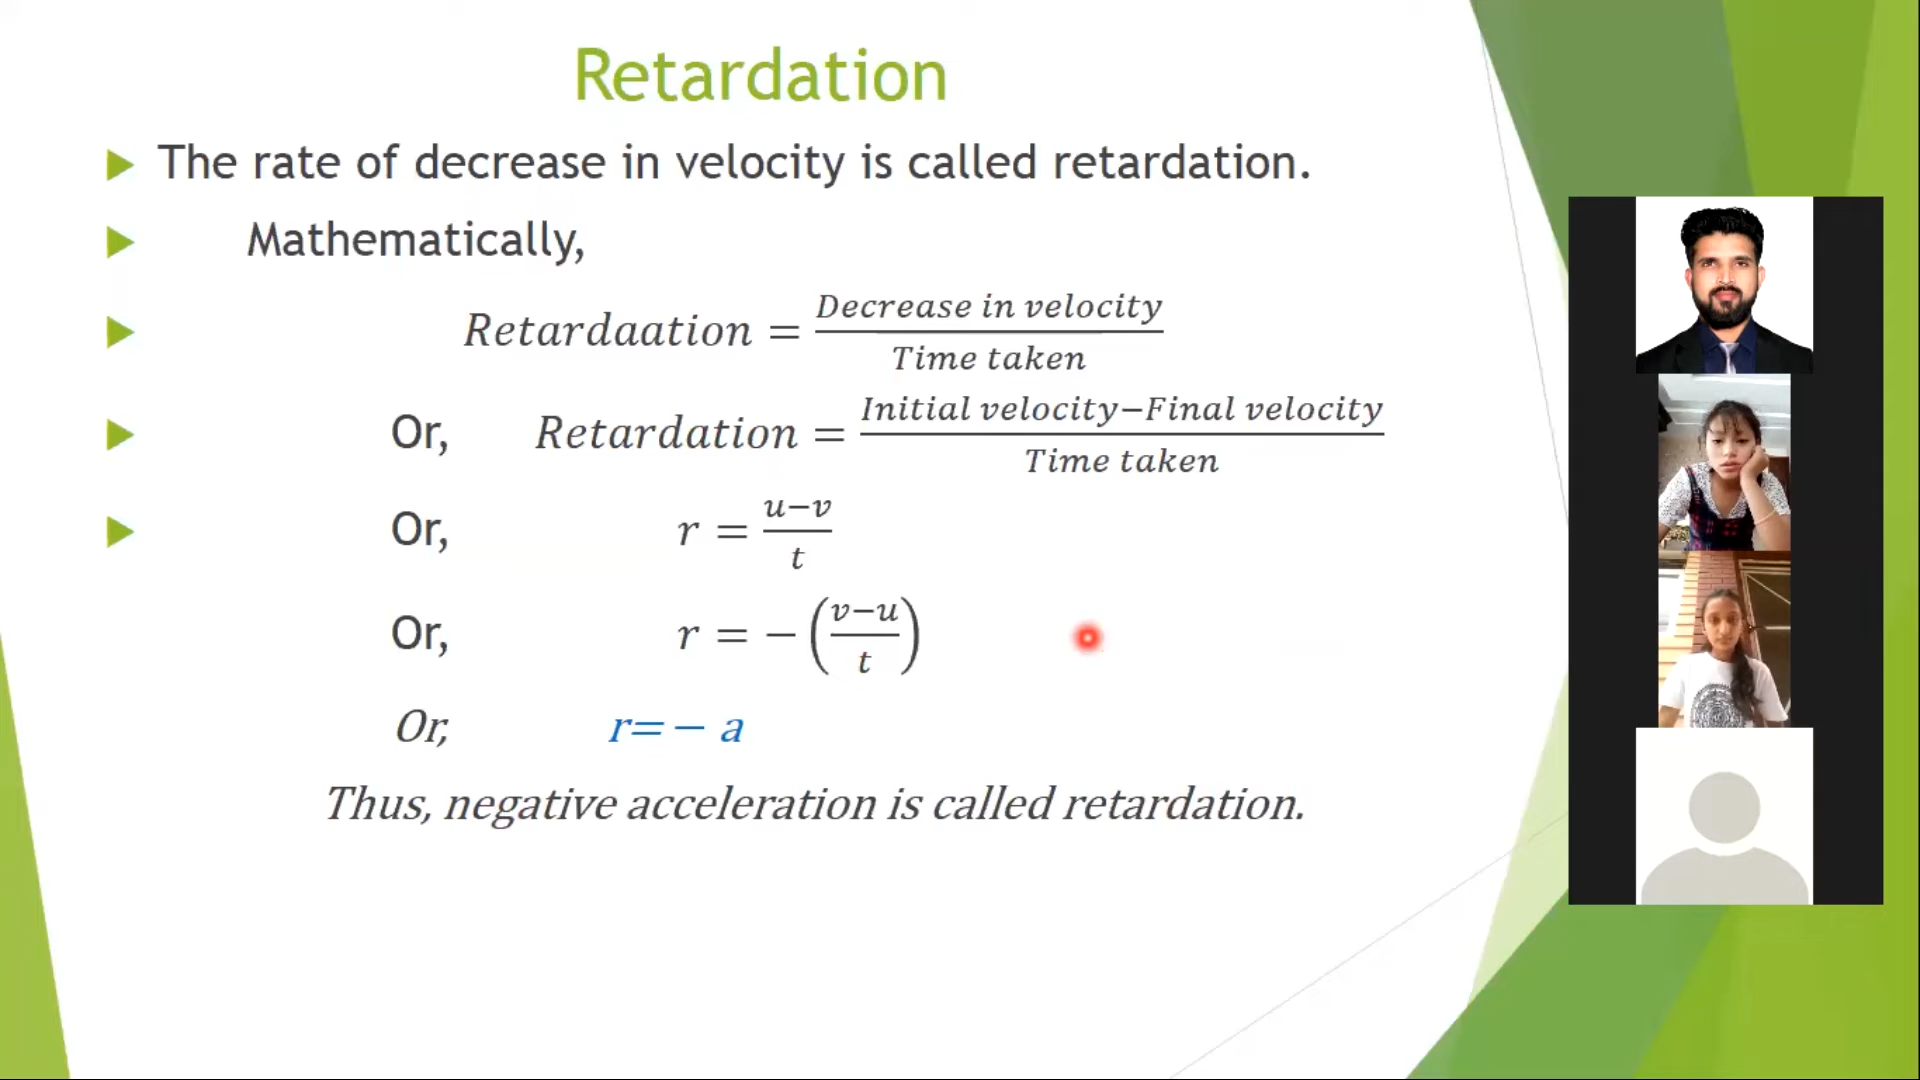 Retardation
The rate of decrease in velocity is called retardation.
Mathematically,
Retardaation = Decrease in velocity / Time taken
Or, Retardation = Initial velocity−Final velocity / Time taken
Or, r = u−v / t
Or, r = − (v−u / t)
Or, r= − a
Thus, negative acceleration is called retardation.